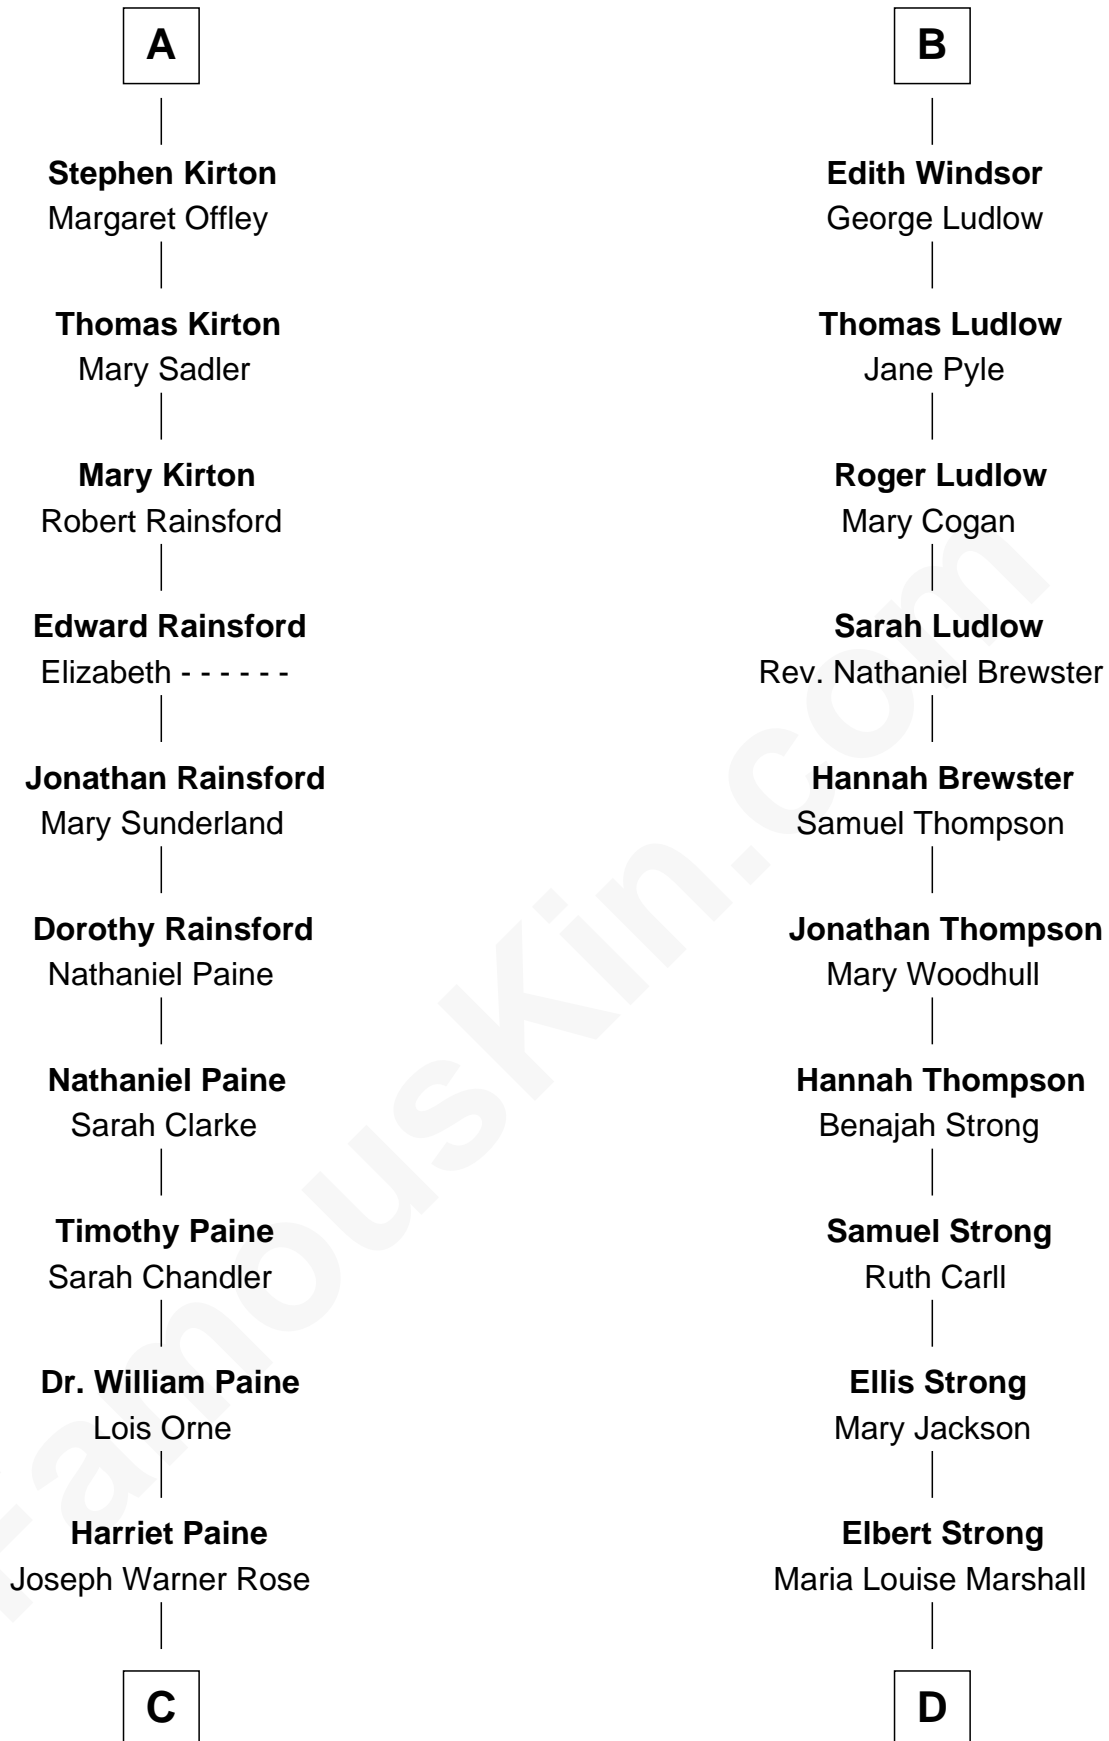 A
Stephen Kirton
Margaret Offley
Thomas Kirton
Mary Sadler
Mary Kirton
Robert Rainsford
Edward Rainsford
Elizabeth - - - - - -
Jonathan Rainsford
Mary Sunderland
Dorothy Rainsford
Nathaniel Paine
Nathaniel Paine
Sarah Clarke
Timothy Paine
Sarah Chandler
Dr. William Paine
Lois Orne
Harriet Paine
Joseph Warner Rose
C
B
Edith Windsor
George Ludlow
Thomas Ludlow
Jane Pyle
Roger Ludlow
Mary Cogan
Sarah Ludlow
Rev. Nathaniel Brewster
Hannah Brewster
Samuel Thompson
Jonathan Thompson
Mary Woodhull
Hannah Thompson
Benajah Strong
Samuel Strong
Ruth Carll
Ellis Strong
Mary Jackson
Elbert Strong
Maria Louise Marshall
D
FamousKin.com